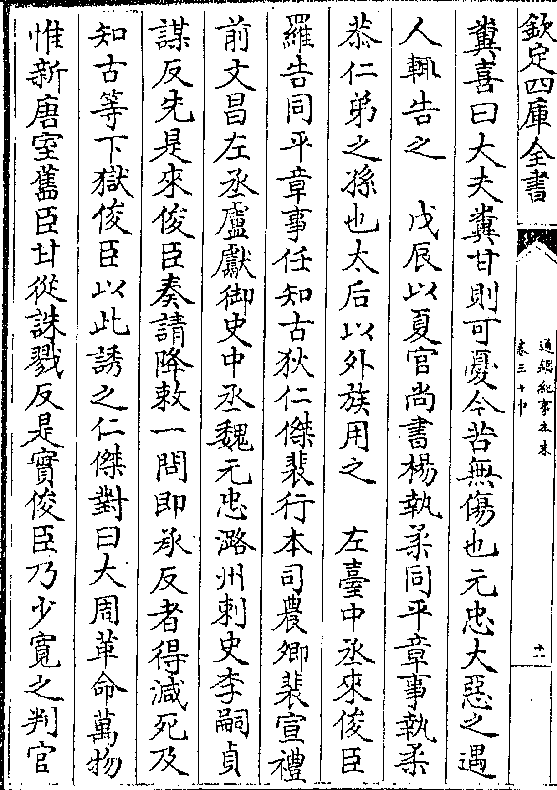 欽定四庫全書
通鑑紀事本末
卷三十中
十一
糞喜曰大夫糞甘則可憂今苦無傷也元忠大惡之遇
人輒告之　戊辰以夏官尚書楊執柔同平章事執柔
恭仁弟之孫也太后以外族用之　左臺中丞來俊臣
羅告同平章事任知古狄仁傑裴行本司農卿裴宣禮
前文昌左丞盧獻御史中丞魏元忠潞州刺史李嗣貞
謀反先是來俊臣奏請降敕一問即承反者得減死及
知古等下獄俊臣以此誘之仁傑對曰大周革命萬物
惟新唐室舊臣甘從誅戮反是實俊臣乃少寬之判官